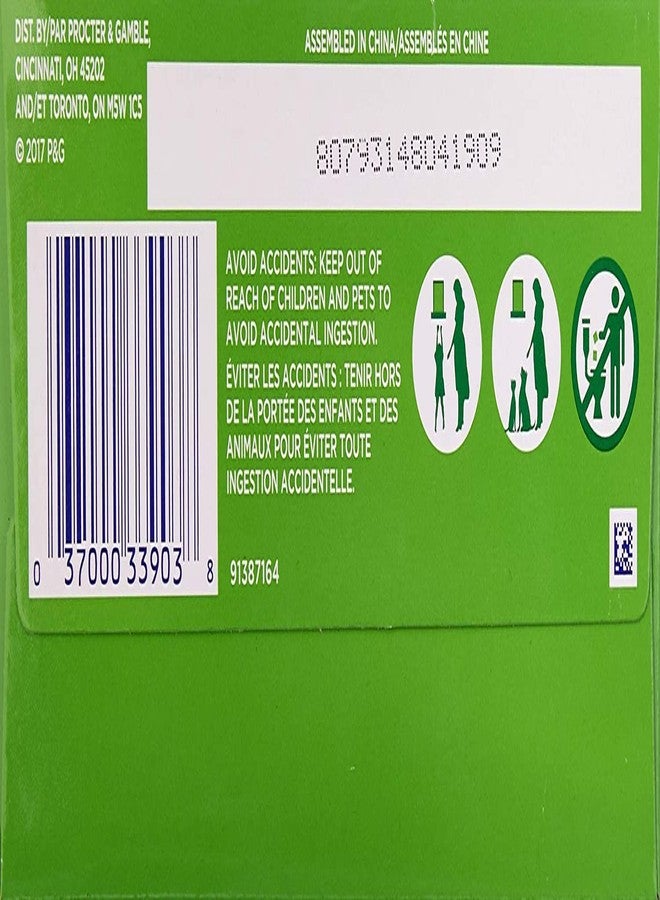 DIST. BY/PAR PROCTER & GAMBLE,
CINCINNATI, OH 45202
AND/ET TORONTO, ON M5W 1C5
© 2017 P&G
ASSEMBLED IN CHINA/ASSEMBLÉS EN CHINE
80793148041909
AVOID ACCIDENTS: KEEP OUT OF
REACH OF CHILDREN AND PETS TO
AVOID ACCIDENTAL INGESTION.
ÉVITER LES ACCIDENTS : TENIR HORS
DE LA PORTÉE DES ENFANTS ET DES
ANIMAUX POUR ÉVITER TOUTE
INGESTION ACCIDENTELLE.
0 37000 33903 8
91387164